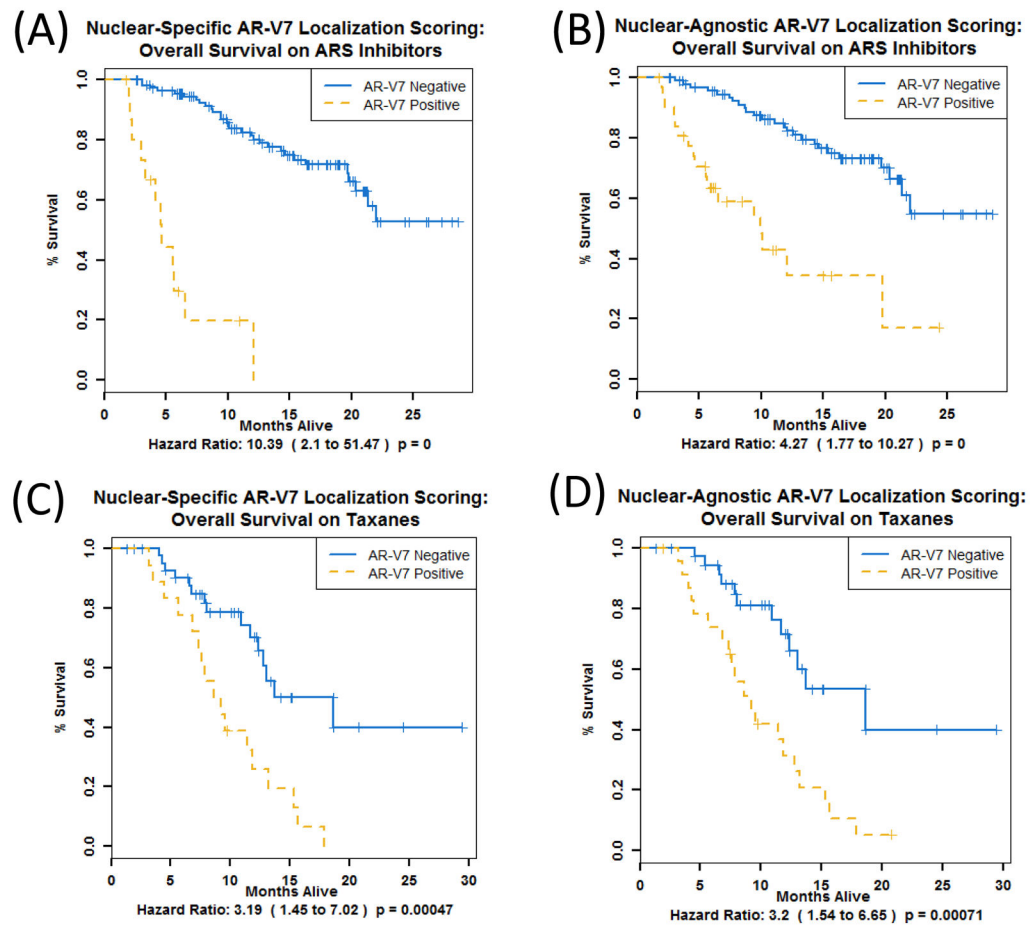 (A)
Nuclear-Specific AR-V7 Localization Scoring:
Overall Survival on ARS Inhibitors
AR-V7 Negative
AR-V7 Positive
% Survival
1.0
0.8
0.6
0.4
0.2
0.0
0 5 10 15 20 25
Months Alive
Hazard Ratio: 10.39 ( 2.1 to 51.47 ) p = 0
(B)
Nuclear-Agnostic AR-V7 Localization Scoring:
Overall Survival on ARS Inhibitors
AR-V7 Negative
AR-V7 Positive
% Survival
1.0
0.8
0.6
0.4
0.2
0.0
0 5 10 15 20 25
Months Alive
Hazard Ratio: 4.27 ( 1.77 to 10.27 ) p = 0
(C)
Nuclear-Specific AR-V7 Localization Scoring:
Overall Survival on Taxanes
AR-V7 Negative
AR-V7 Positive
% Survival
1.0
0.8
0.6
0.4
0.2
0.0
0 5 10 15 20 25 30
Months Alive
Hazard Ratio: 3.19 ( 1.45 to 7.02 ) p = 0.00047
(D)
Nuclear-Agnostic AR-V7 Localization Scoring:
Overall Survival on Taxanes
AR-V7 Negative
AR-V7 Positive
% Survival
1.0
0.8
0.6
0.4
0.2
0.0
0 5 10 15 20 25 30
Months Alive
Hazard Ratio: 3.2 ( 1.54 to 6.65 ) p = 0.00071